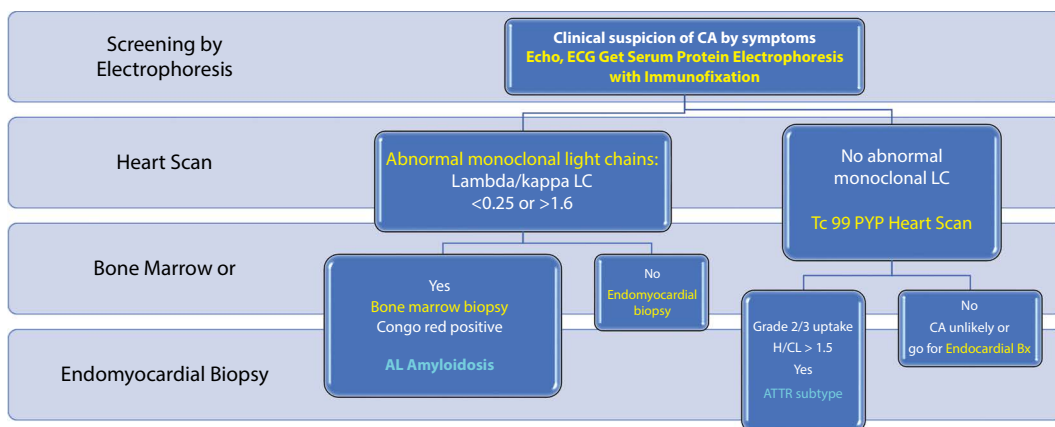 Screening by
Electrophoresis
Clinical suspicion of CA by symptoms
Echo, ECG Get Serum Protein Electrophoresis
with Immunofixation
Heart Scan
Abnormal monoclonal light chains:
Lambda/kappa LC
<0.25 or >1.6
No abnormal
monoclonal LC
Tc 99 PYP Heart Scan
Bone Marrow or
Yes
Bone marrow biopsy
Congo red positive
AL Amyloidosis
No
Endomyocardial
biopsy
Grade 2/3 uptake
H/CL > 1.5
Yes
ATTR subtype
No
CA unlikely or
go for Endocardial Bx
Endomyocardial Biopsy